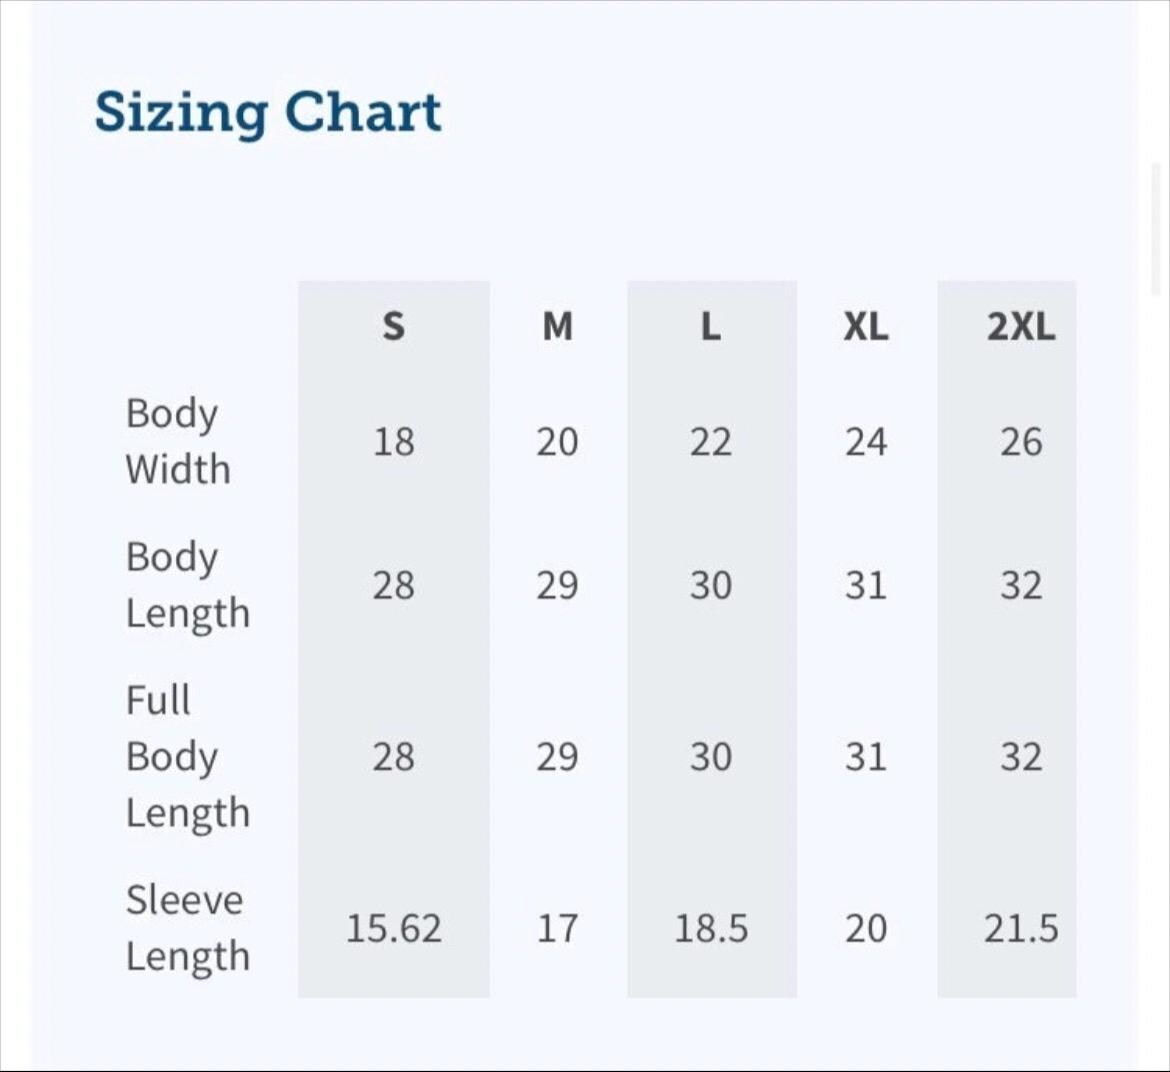 Sizing Chart
S M L XL 2XL
Body
Width
18 20 22 24 26
Body
Length
28 29 30 31 32
Full
Body
Length
28 29 30 31 32
Sleeve
Length
15.62 17 18.5 20 21.5